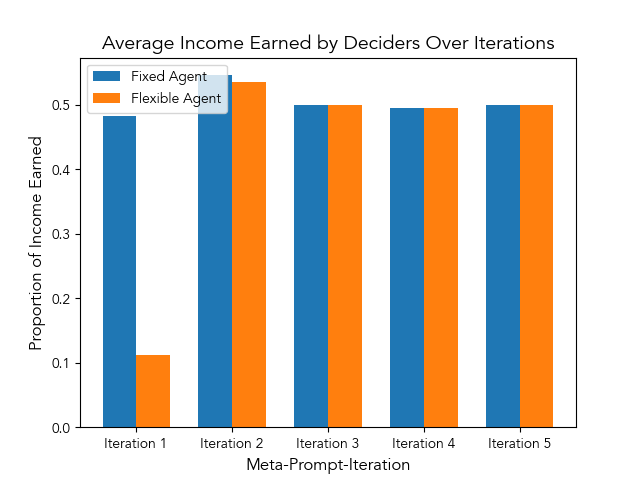 Average Income Earned by Deciders Over Iterations
Fixed Agent
Flexible Agent
Proportion of Income Earned
0.5
0.4
0.3
0.2
0.1
0.0
Iteration 1
Iteration 2
Iteration 3
Iteration 4
Iteration 5
Meta-Prompt-Iteration